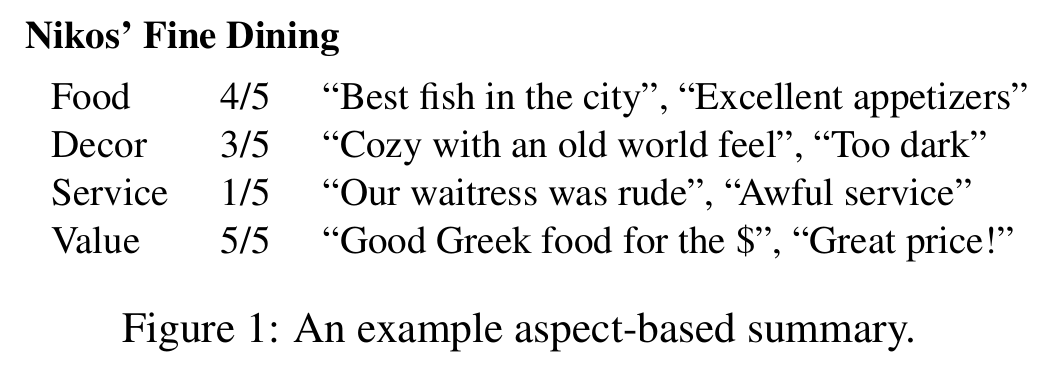 Nikos’ Fine Dining
Food 4/5 “Best fish in the city”, “Excellent appetizers”
Decor 3/5 “Cozy with an old world feel”, “Too dark”
Service 1/5 “Our waitress was rude”, “Awful service”
Value 5/5 “Good Greek food for the $”, “Great price!”
Figure 1: An example aspect-based summary.